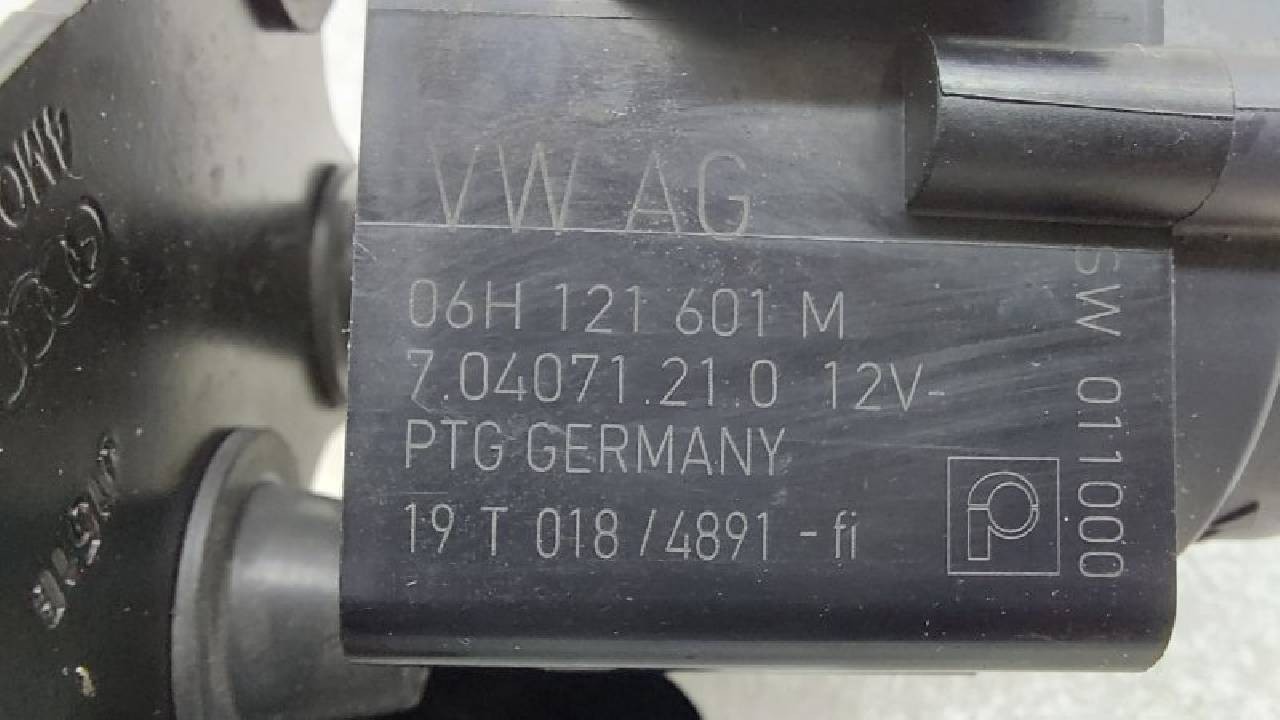 VW AG
06H 121 601 M
7.04071.21.0 12V-
PTG GERMANY
19 T 018 / 4891 - fi
SW 011000